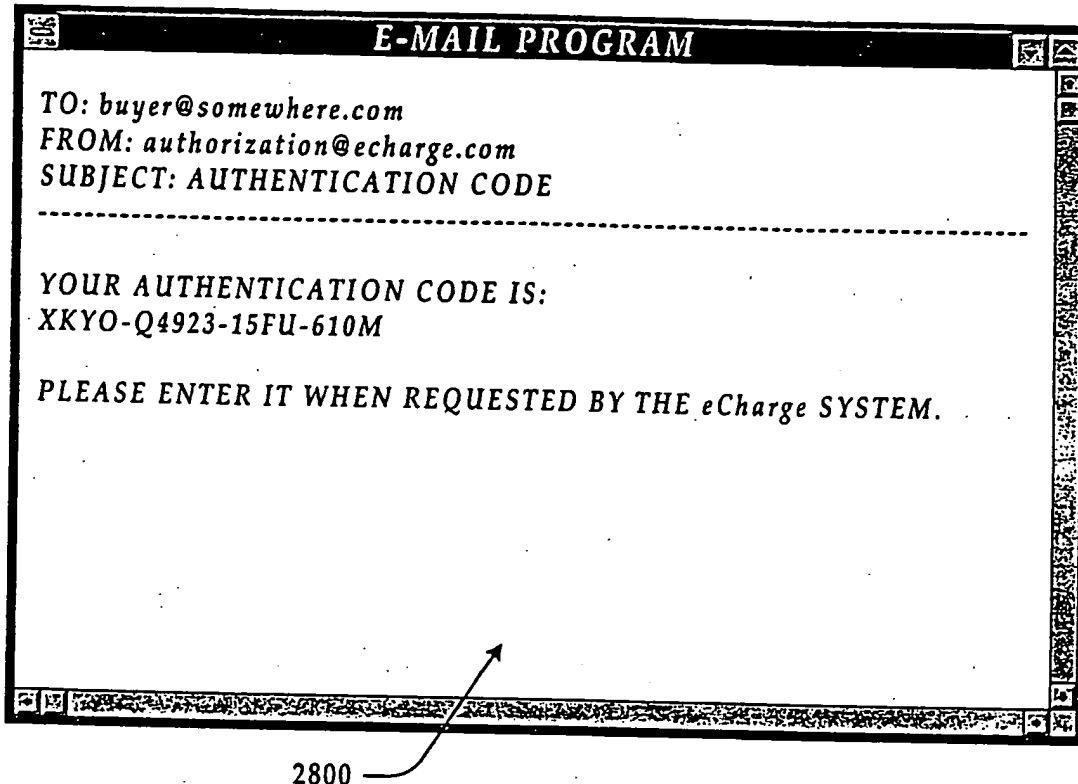 E-MAIL PROGRAM
TO: buyer@somewhere.com
FROM: authorization@echarge.com
SUBJECT: AUTHENTICATION CODE
YOUR AUTHENTICATION CODE IS:
XKYO-Q4923-15FU-610M
PLEASE ENTER IT WHEN REQUESTED BY THE eCharge SYSTEM.
2800